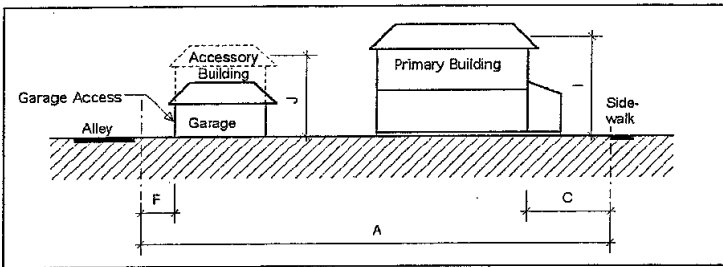 Accessory
Building
Primary Building
Garage Access
Garage
Alley
Side-
walk
J
I
F
C
A